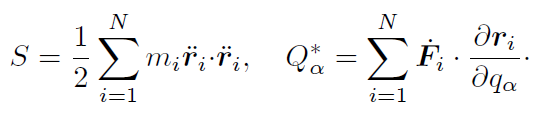 $S = \frac{1}{2} \sum_{i=1}^{N} m_i \ddot{\boldsymbol{r}}_i \cdot \ddot{\boldsymbol{r}}_i, \quad Q_\alpha^* = \sum_{i=1}^{N} \dot{\boldsymbol{F}}_i \cdot \frac{\partial \boldsymbol{r}_i}{\partial q_\alpha} \cdot$